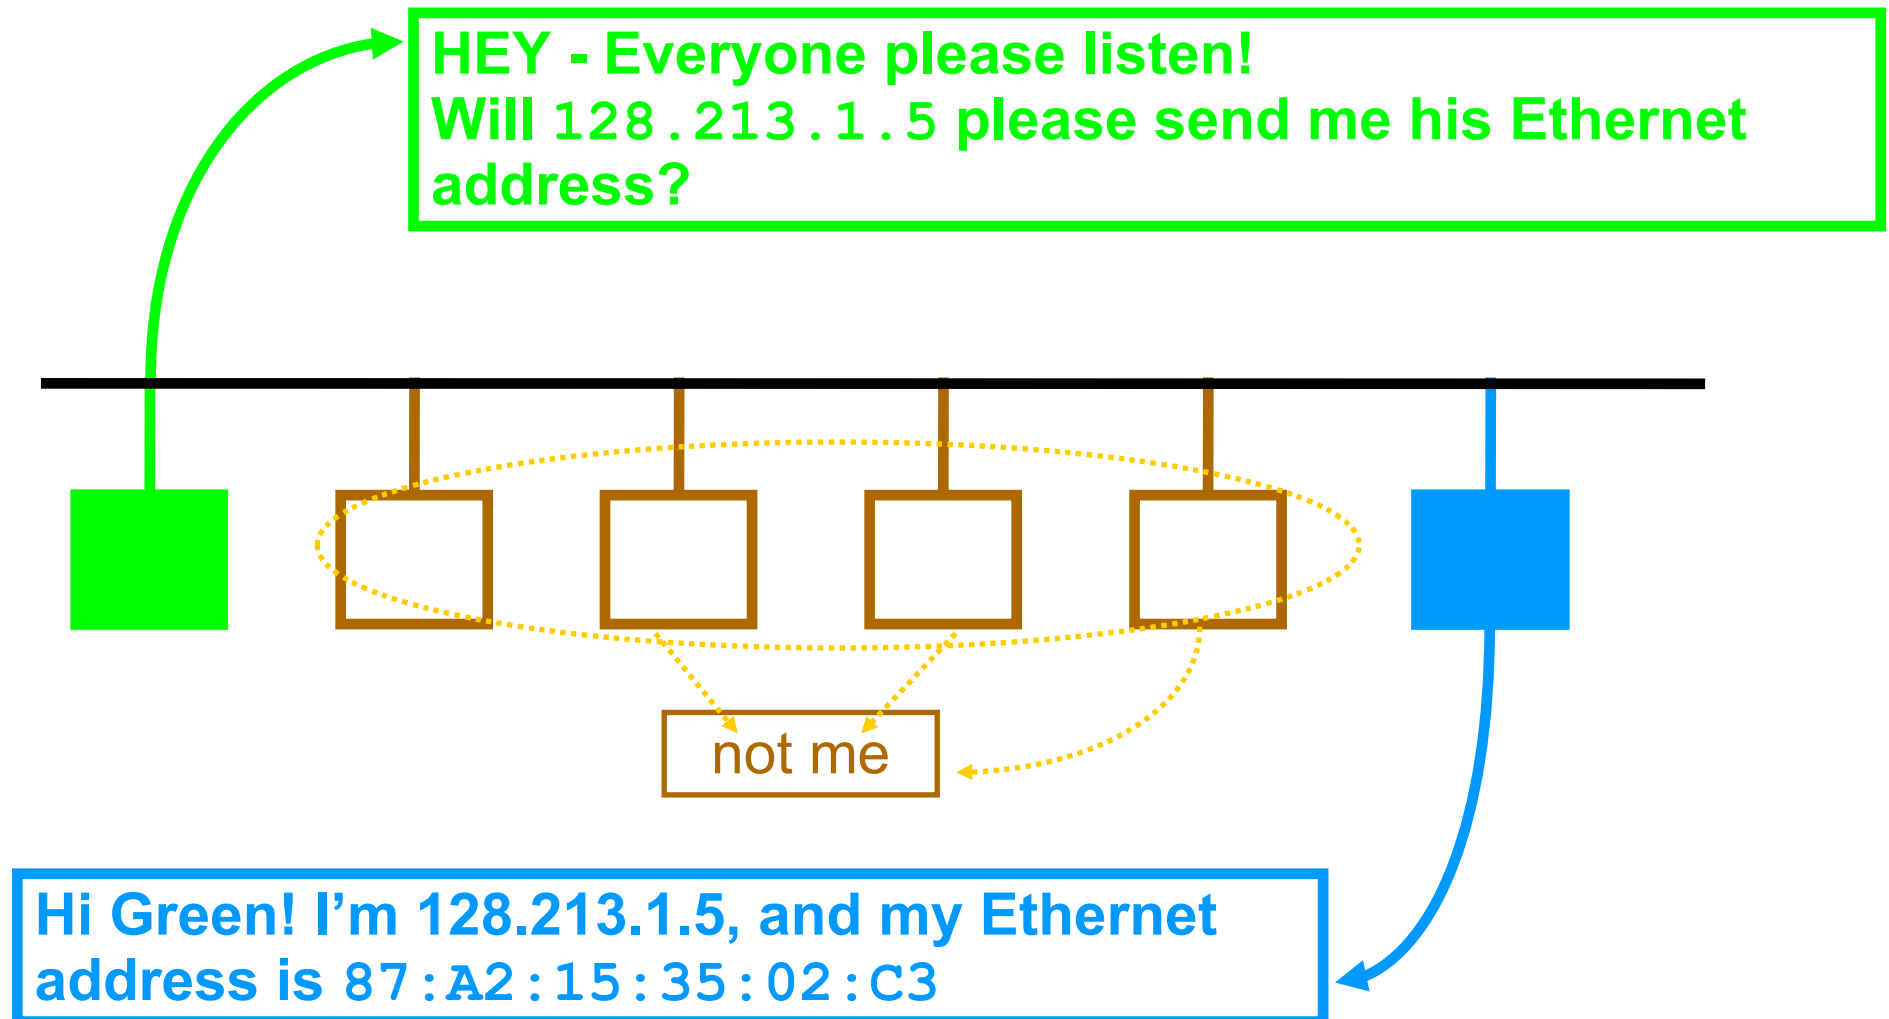 HEY - Everyone please listen!
Will 128.213.1.5 please send me his Ethernet
address?
not me
Hi Green! I’m 128.213.1.5, and my Ethernet
address is 87:A2:15:35:02:C3